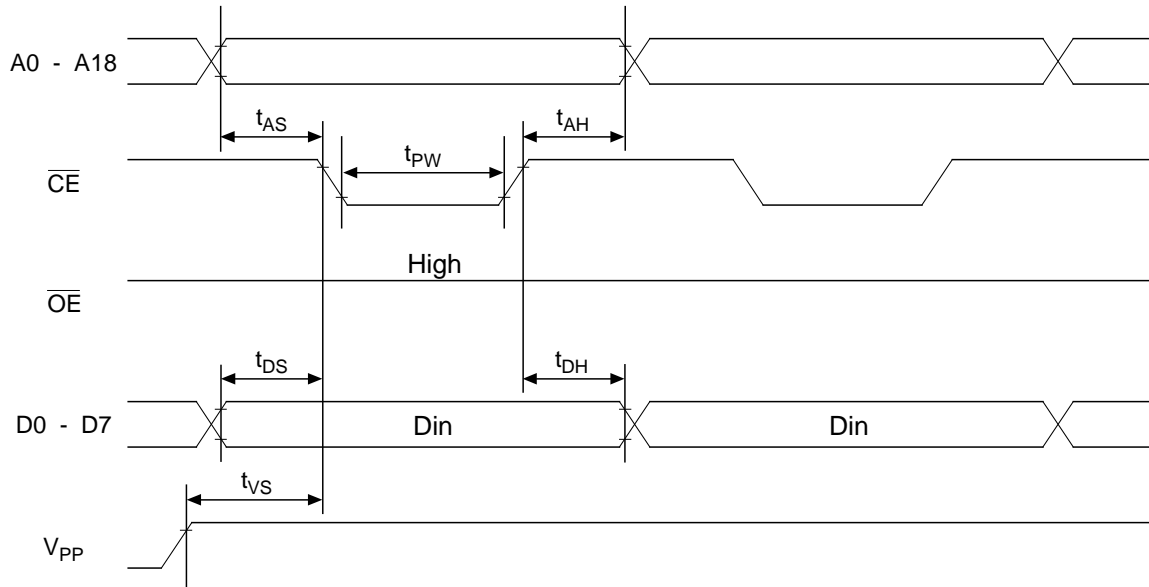 A0 - A18
tAS
tAH
tPW
CE
High
OE
tDS
tDH
D0 - D7
Din
Din
tVS
VPP